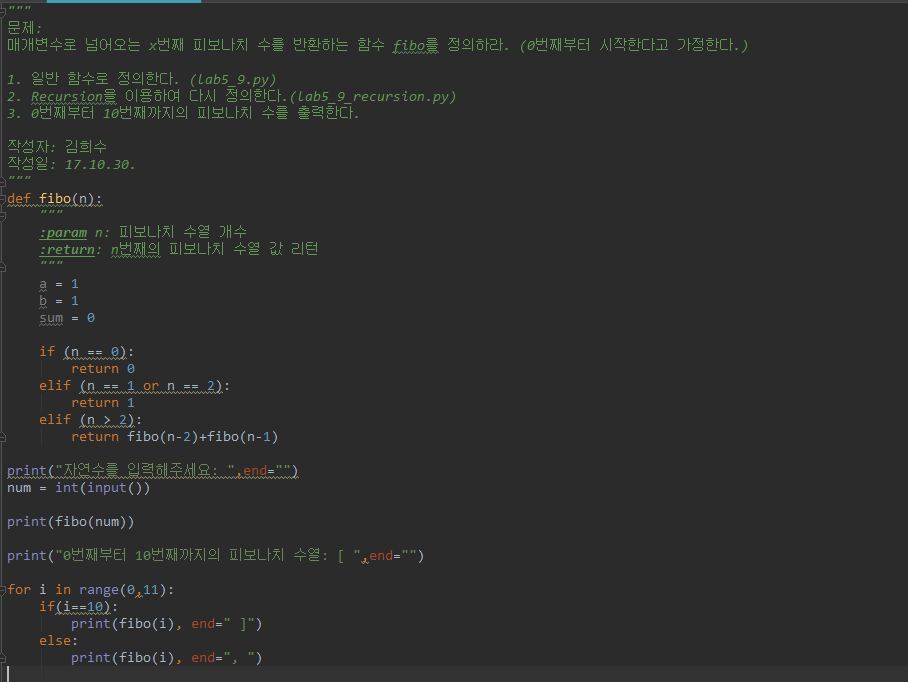 """
문제:
매개변수로 넘어오는 x번째 피보나치 수를 반환하는 함수 fibo를 정의하라. (0번째부터 시작한다고 가정한다.)
1. 일반 함수로 정의한다. (lab5_9.py)
2. Recursion을 이용하여 다시 정의한다.(lab5_9_recursion.py)
3. 0번째부터 10번째까지의 피보나치 수를 출력한다.
작성자: 김희수
작성일: 17.10.30.
"""
def fibo(n):
    """
    :param n: 피보나치 수열 개수
    :return: n번째의 피보나치 수열 값 리턴
    """
    a = 1
    b = 1
    sum = 0
    if (n == 0):
        return 0
    elif (n == 1 or n == 2):
        return 1
    elif (n > 2):
        return fibo(n-2)+fibo(n-1)
print("자연수를 입력해주세요: ",end="")
num = int(input())
print(fibo(num))
print("0번째부터 10번째까지의 피보나치 수열: [ ",end="")
for i in range(0,11):
    if(i==10):
        print(fibo(i), end=" ]")
    else:
        print(fibo(i), end=", ")